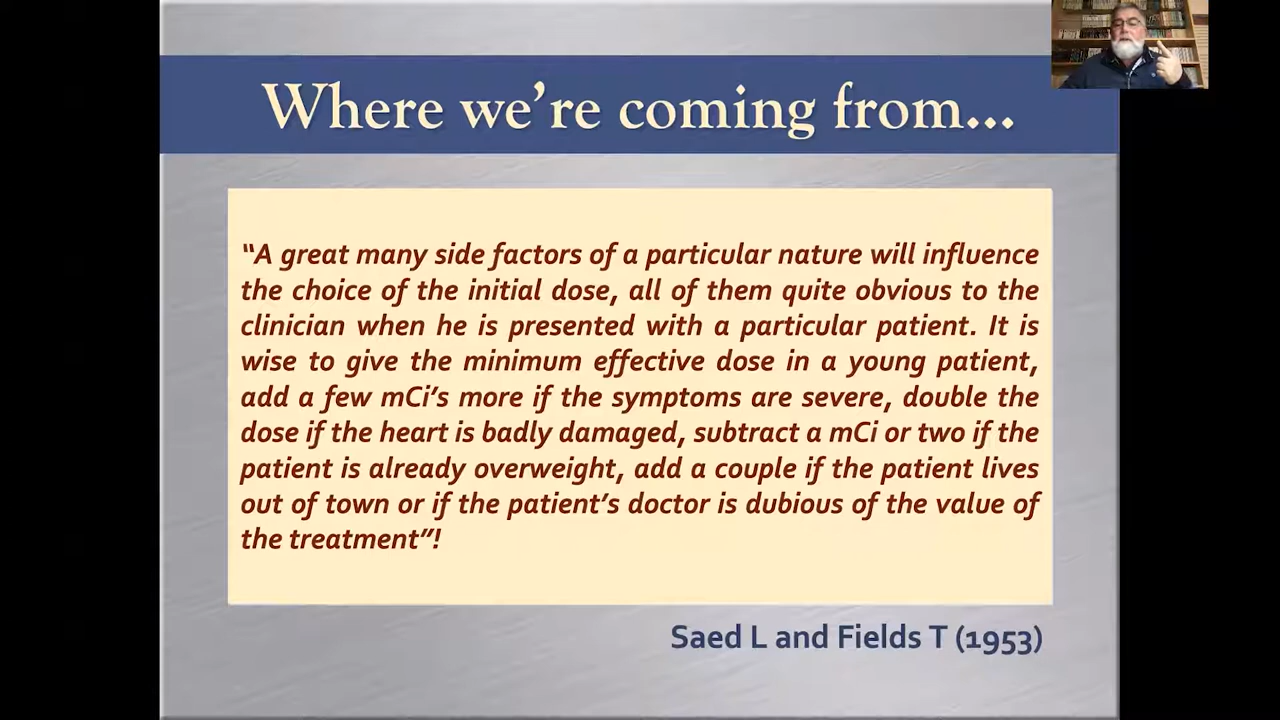 Where we're coming from...
“A great many side factors of a particular nature will influence
the choice of the initial dose, all of them quite obvious to the
clinician when he is presented with a particular patient. It is
wise to give the minimum effective dose in a young patient,
add a few mCi’s more if the symptoms are severe, double the
dose if the heart is badly damaged, subtract a mCi or two if the
patient is already overweight, add a couple if the patient lives
out of town or if the patient’s doctor is dubious of the value of
the treatment”!
Saed L and Fields T (1953)